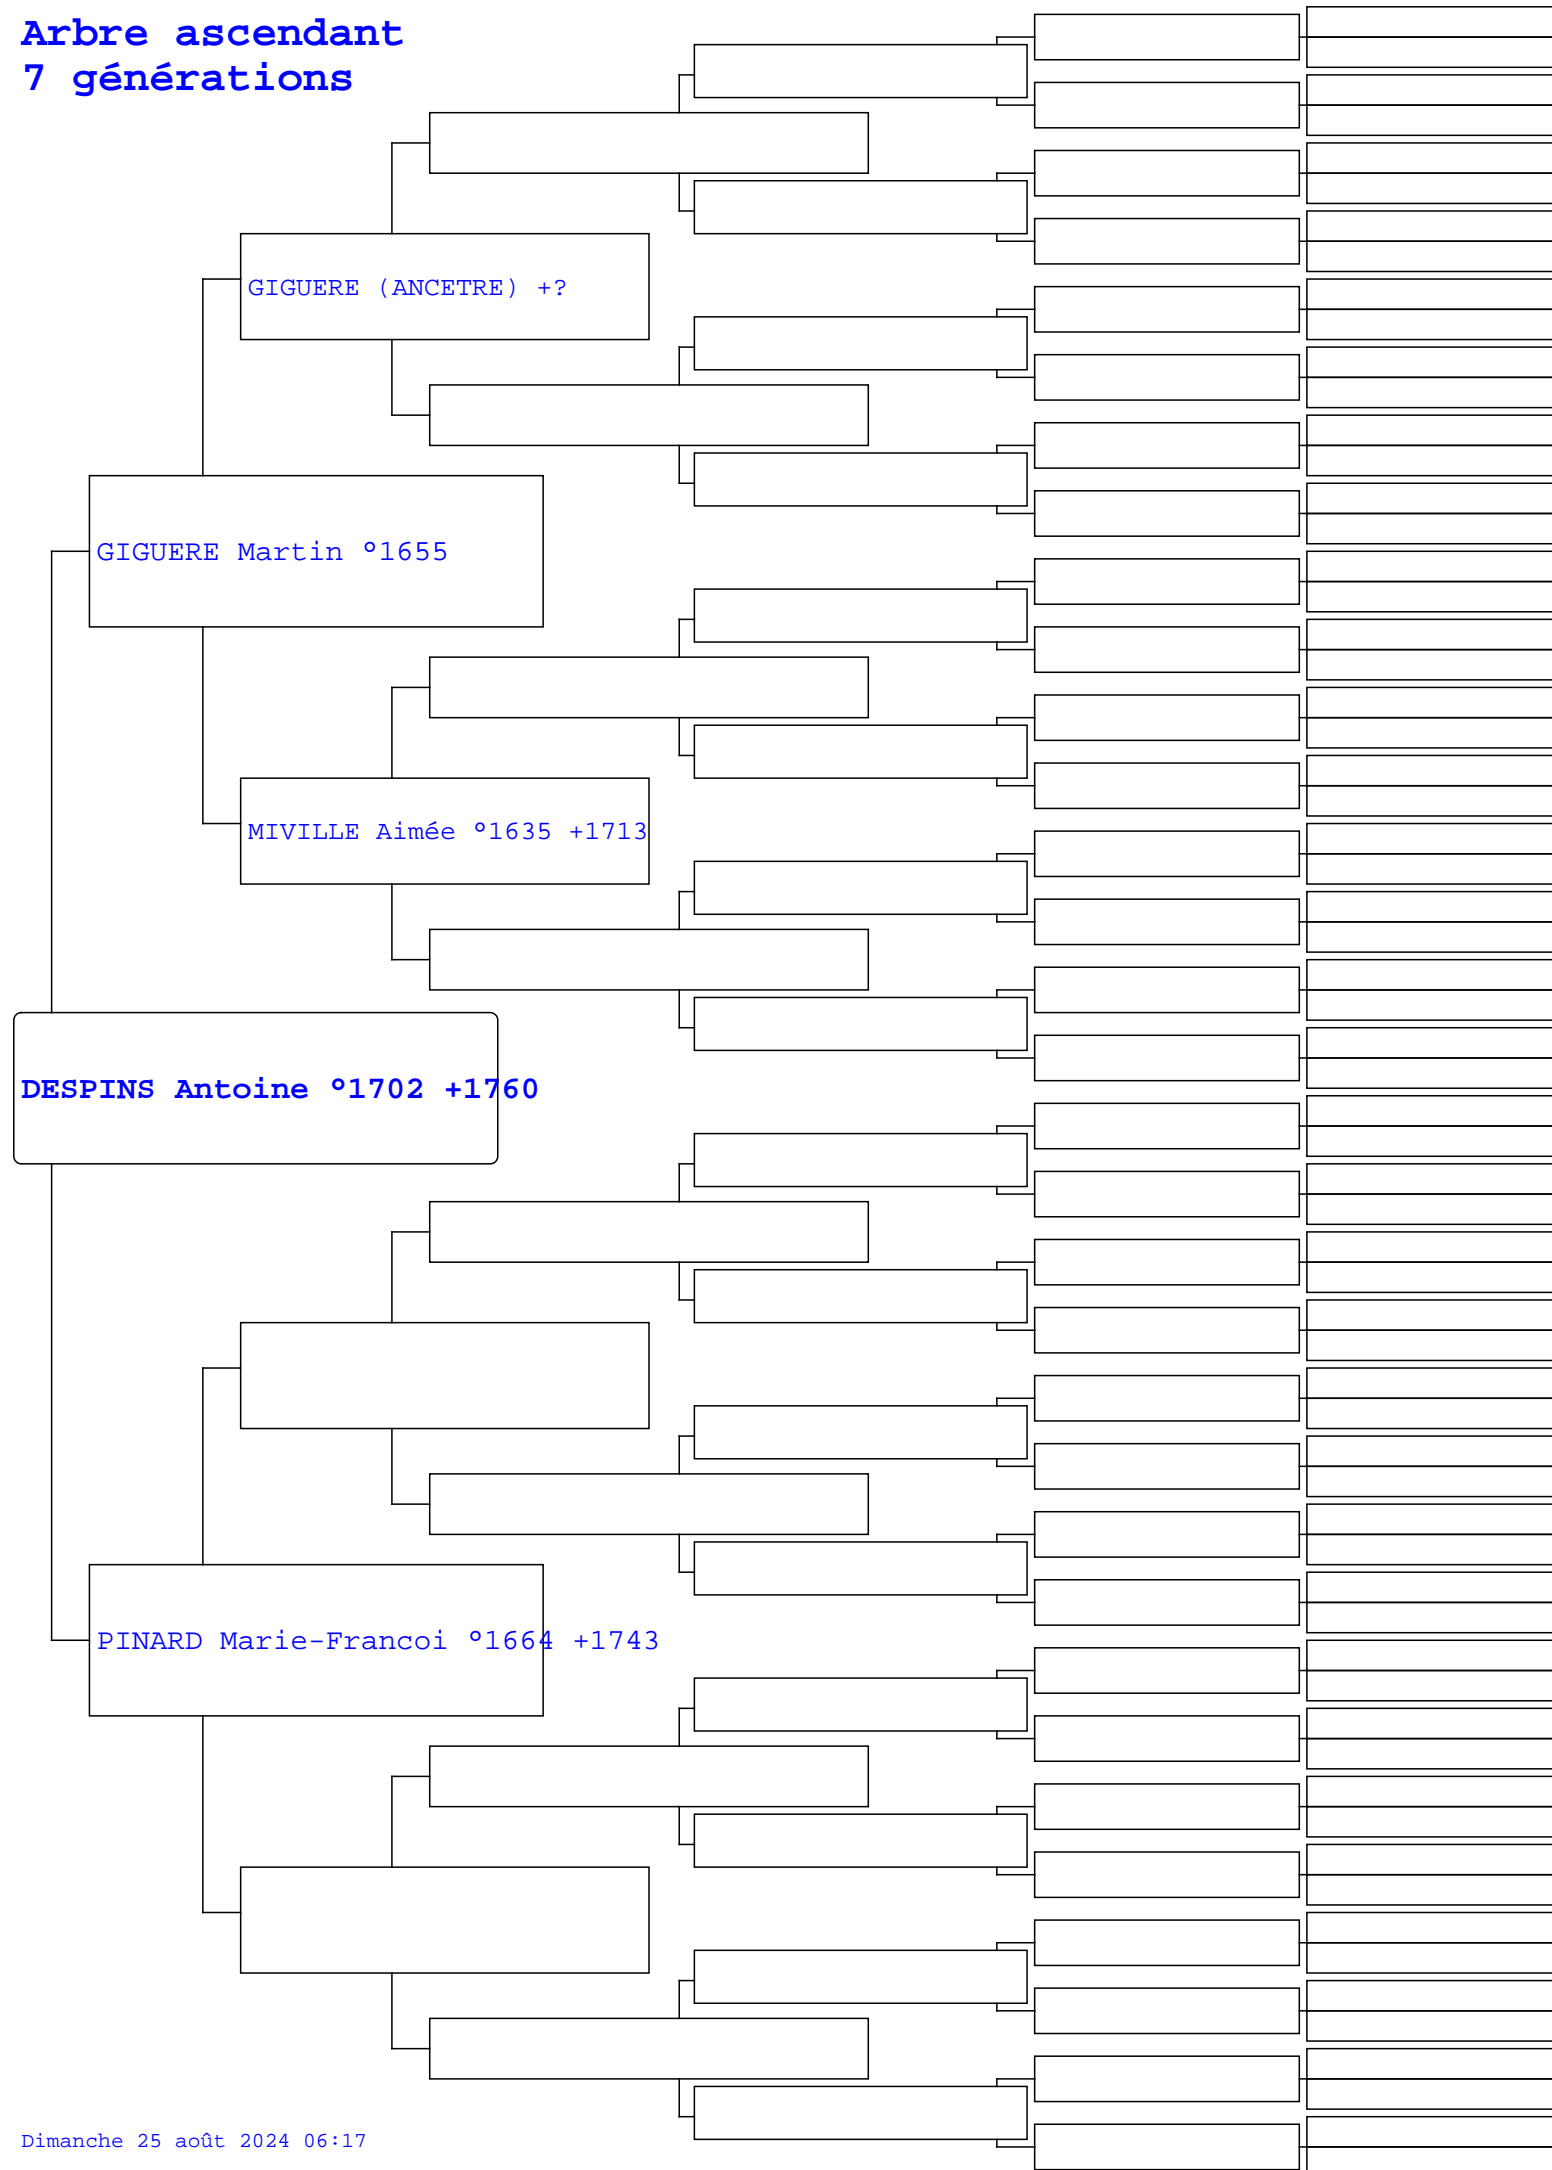 Arbre ascendant
7 générations
GIGUERE (ANCETRE) +?
GIGUERE Martin °1655
MIVILLE Aimée °1635 +1713
DESPINS Antoine °1702 +1760
PINARD Marie-Francoi °1664 +1743
Dimanche 25 août 2024 06:17